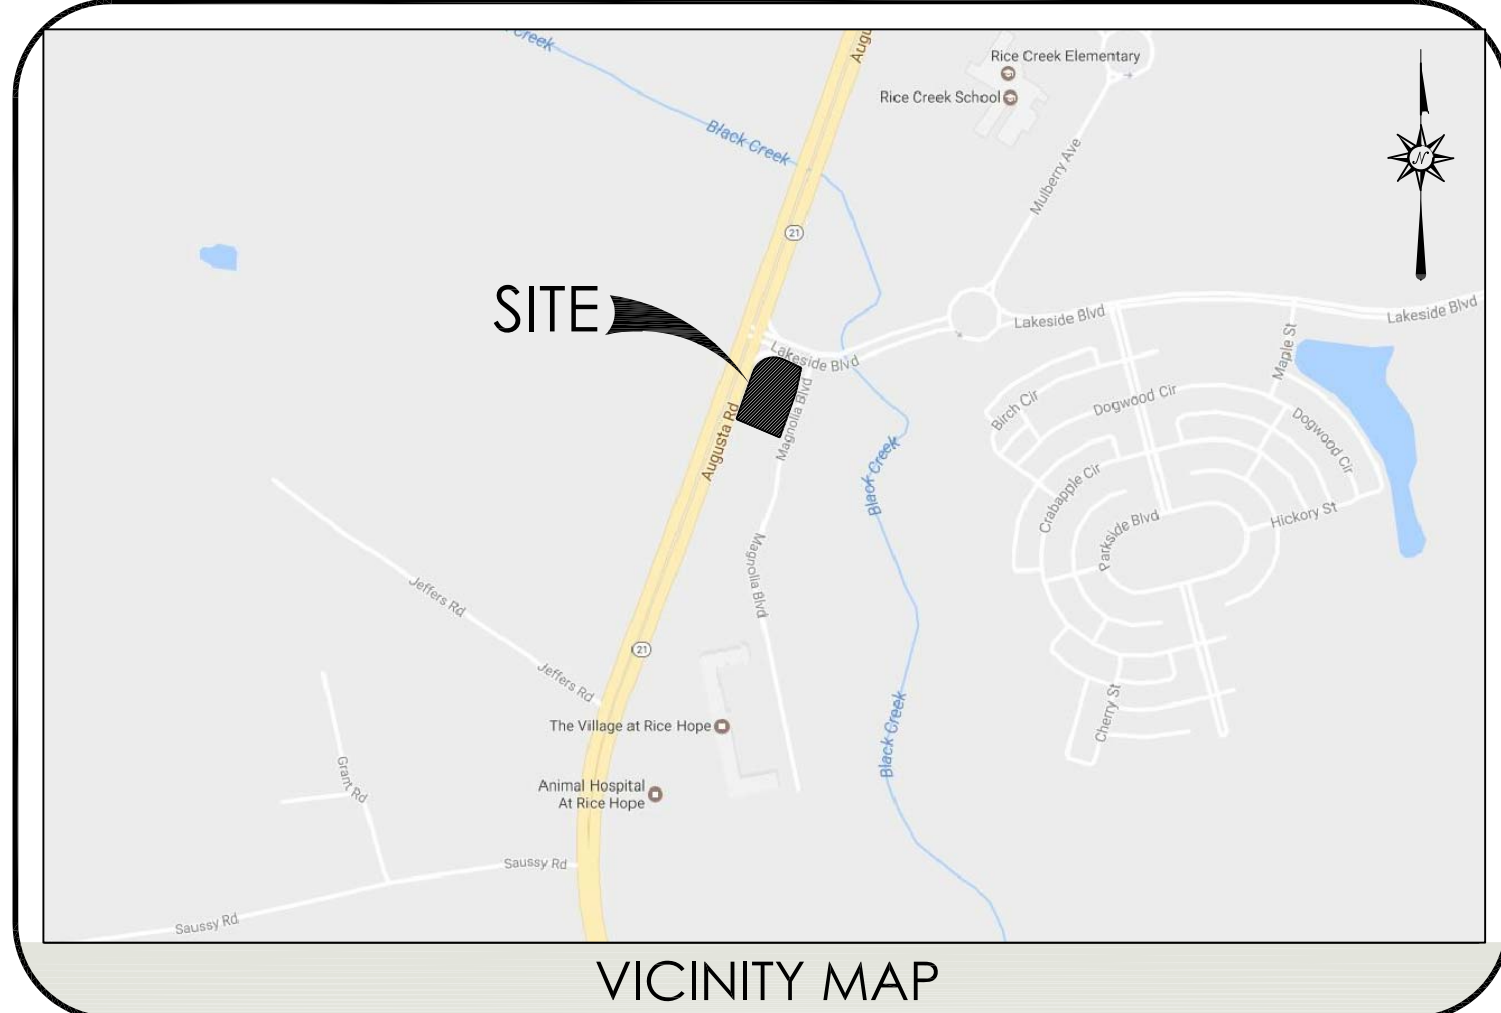 Creek
Augu
Rice Creek Elementary
Rice Creek School
Black Creek
Mulberry Ave
N
21
SITE
Lakeside Blvd
Lakeside Blvd
Lakeside Blvd
Maple St
Magnolia Blvd
Augusta Rd
Birch Cir
Dogwood Cir
Dogwood Cir
Black Creek
Crabapple Cir
Parkside Blvd
Hickory St
Magnolia Blvd
Jeffers Rd
21
Jeffers Rd
The Village at Rice Hope
Cherry St
Black Creek
Grant Rd
Animal Hospital
At Rice Hope
Saussy Rd
Saussy Rd
VICINITY MAP